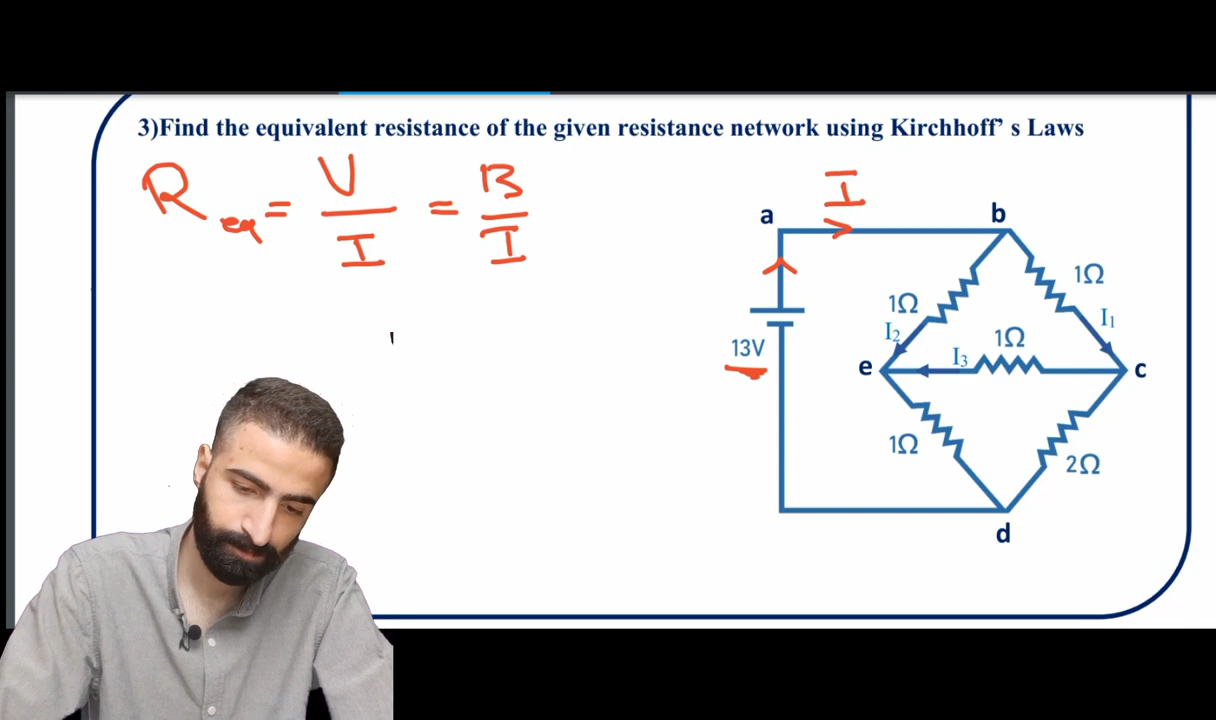 3)Find the equivalent resistance of the given resistance network using Kirchhoff' s Laws
R eq = V / I = 13 / I
I
a
b
1Ω
1Ω
I₂
I₁
13V
1Ω
e
I₃
c
1Ω
2Ω
d